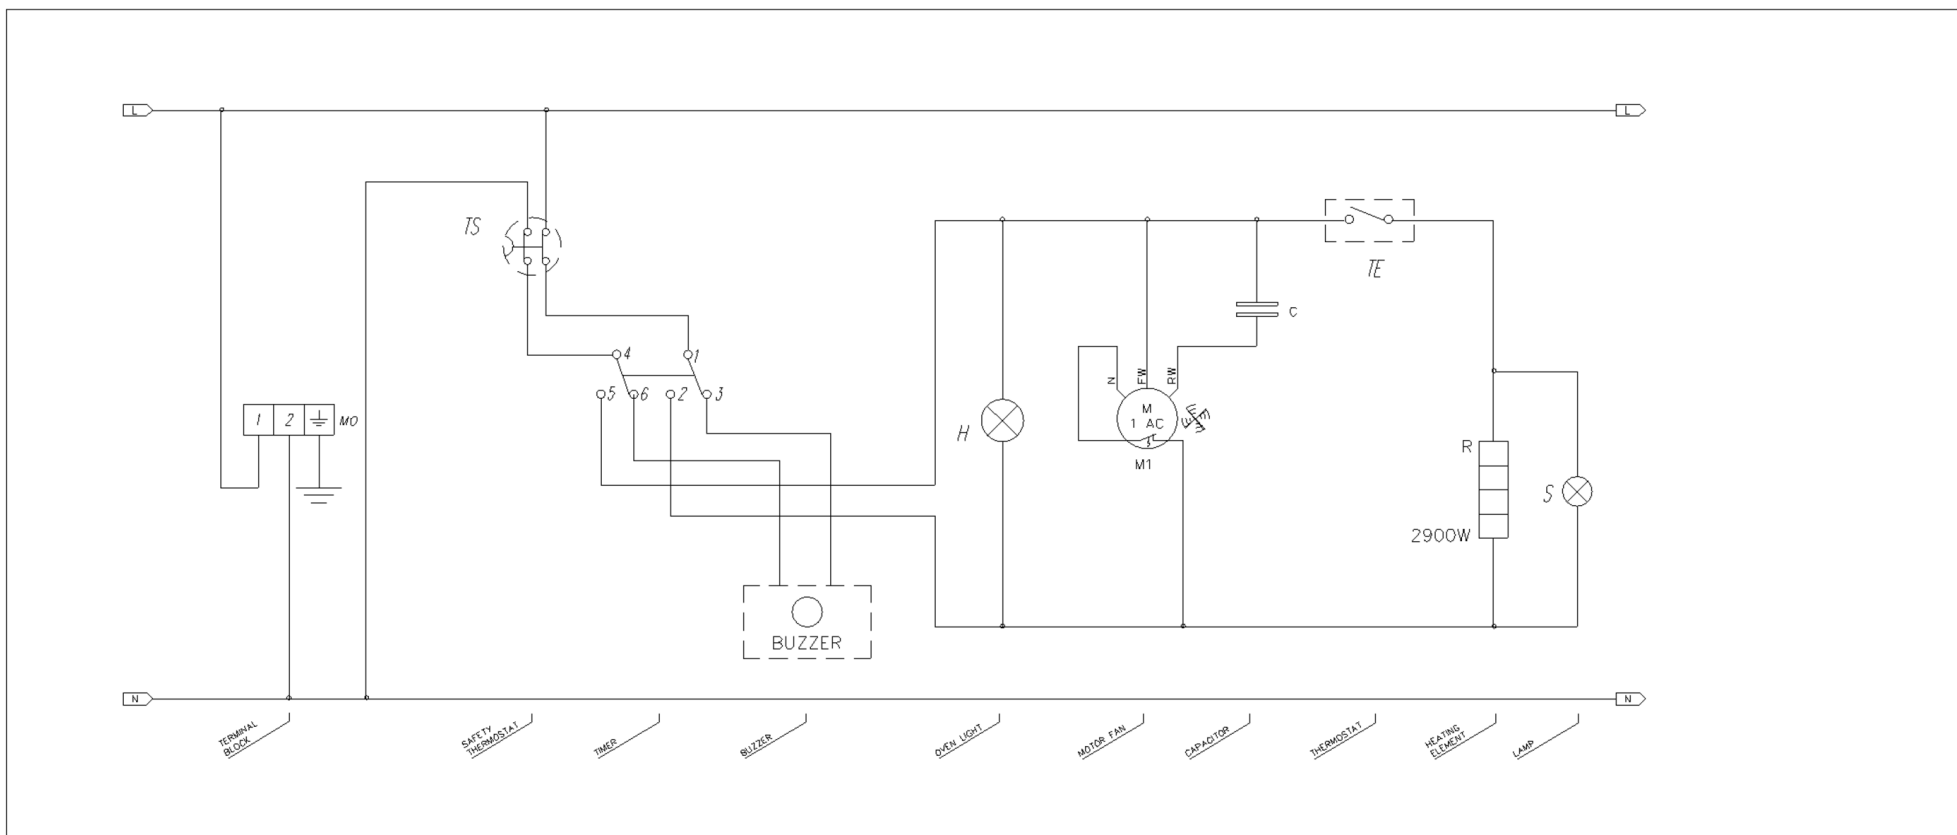 L
L
TS
TE
C
4
1
5
6
2
3
N
FW
RW
1
2
MO
M
1 AC
H
M1
R
S
2900W
BUZZER
N
N
TERMINAL
BLOCK
SAFETY
THERMOSTAT
TIMER
BUZZER
OVEN LIGHT
MOTOR FAN
CAPACITOR
THERMOSTAT
HEATING
ELEMENT
LAMP